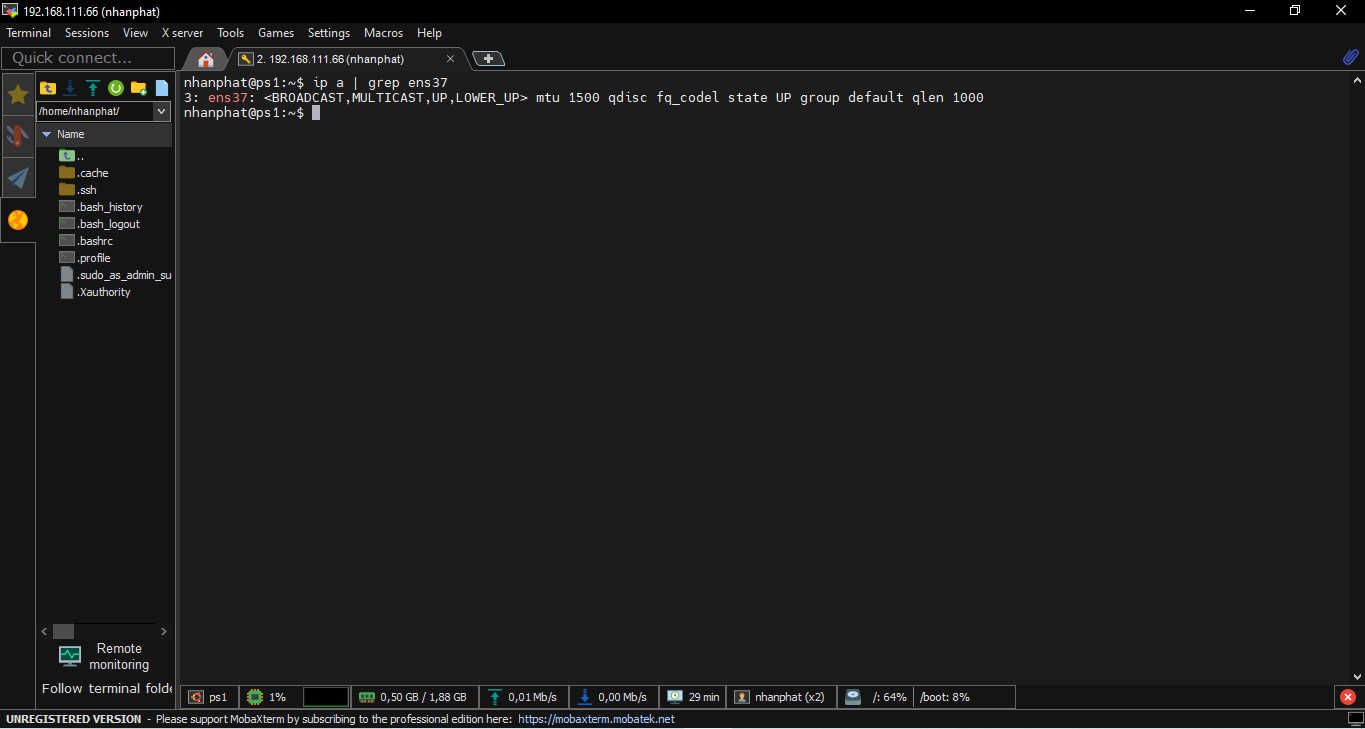 192.168.111.66 (nhanphat)
Terminal Sessions View X server Tools Games Settings Macros Help
Quick connect...
2. 192.168.111.66 (nhanphat)
/home/nhanphat/
Name
..
.cache
.ssh
.bash_history
.bash_logout
.bashrc
.profile
.sudo_as_admin_su
.Xauthority
nhanphat@ps1:~$ ip a | grep ens37
3: ens37: <BROADCAST,MULTICAST,UP,LOWER_UP> mtu 1500 qdisc fq_codel state UP group default qlen 1000
nhanphat@ps1:~$
Remote
monitoring
Follow terminal folde
ps1 1% 0,50 GB / 1,88 GB 0,01 Mb/s 0,00 Mb/s 29 min nhanphat (x2) /: 64% /boot: 8%
UNREGISTERED VERSION - Please support MobaXterm by subscribing to the professional edition here: https://mobaxterm.mobatek.net